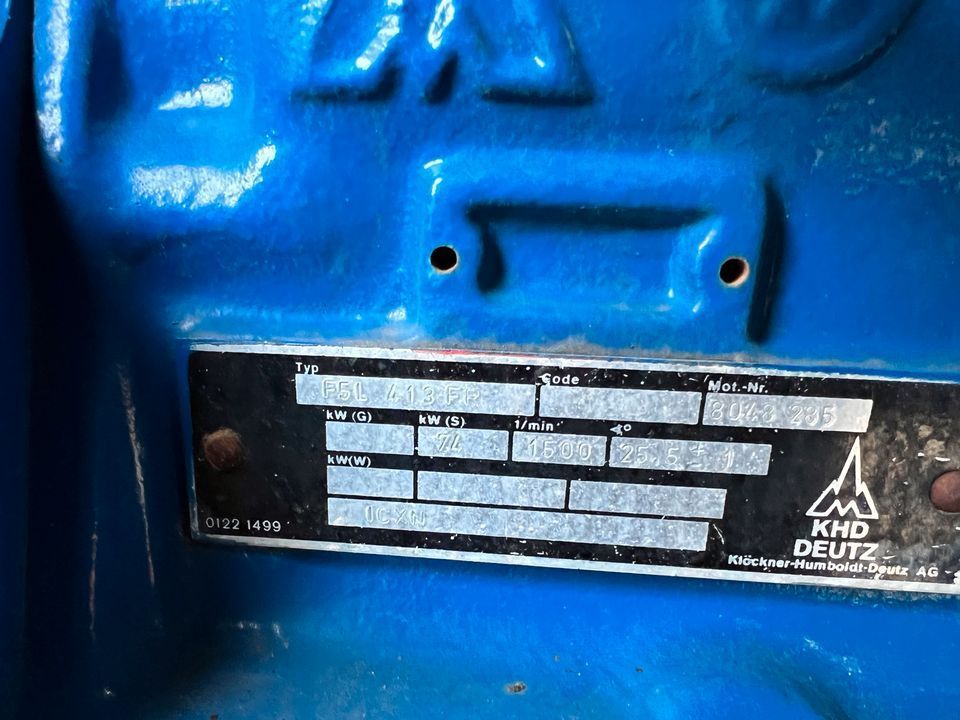 Typ Code Mot.-Nr.
413 FR 8048 285
kW (G) kW (S) 1/min ∢°
74 1500 25.5 ± 1
kW(W)
ICXN
0122 1499
KHD
DEUTZ
Klöckner-Humboldt-Deutz AG